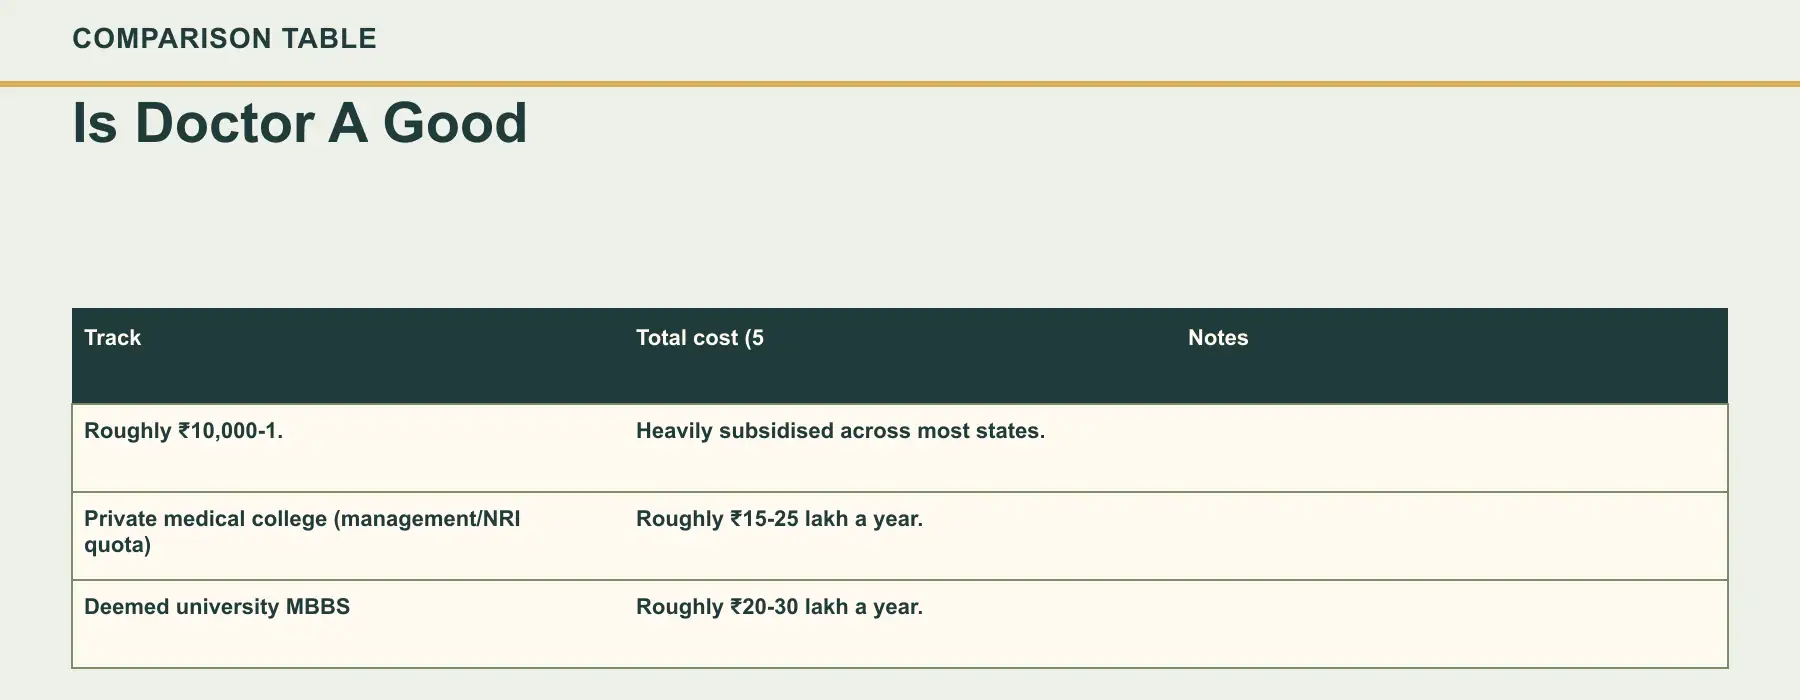 COMPARISON TABLE
Is Doctor A Good
Track Total cost (5 Notes
Roughly ₹10,000-1. Heavily subsidised across most states.
Private medical college (management/NRI
quota) Roughly ₹15-25 lakh a year.
Deemed university MBBS Roughly ₹20-30 lakh a year.